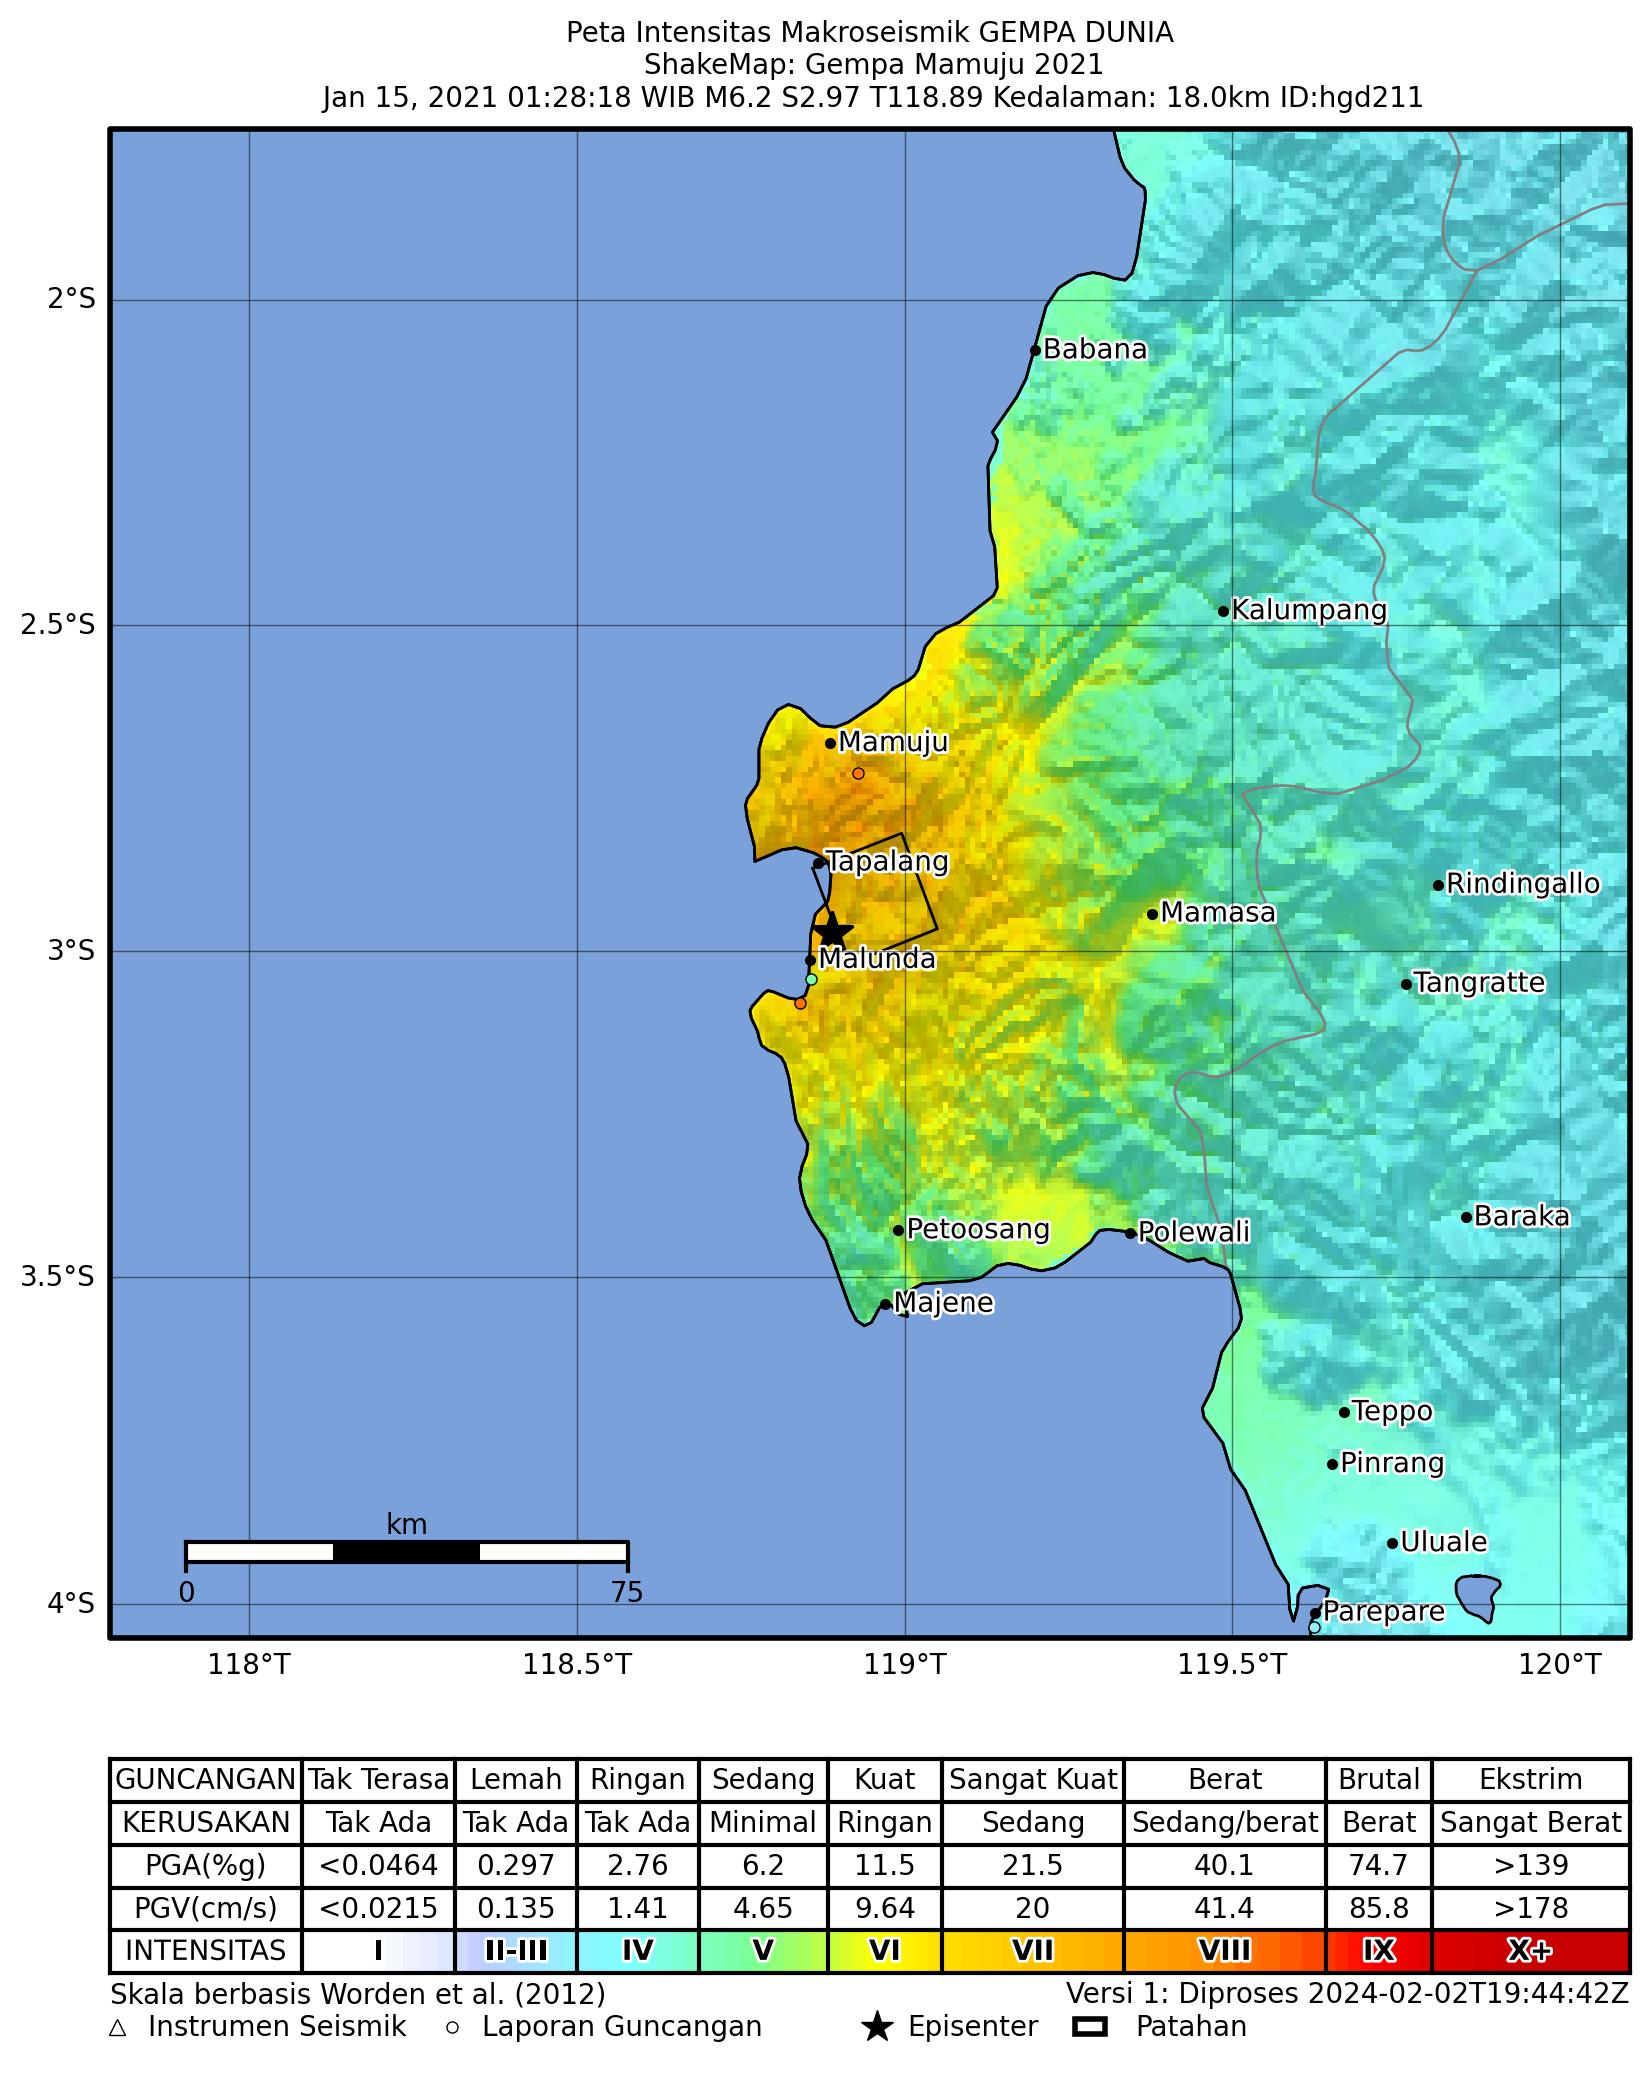 Peta Intensitas Makroseismik GEMPA DUNIA
ShakeMap: Gempa Mamuju 2021
Jan 15, 2021 01:28:18 WIB M6.2 S2.97 T118.89 Kedalaman: 18.0km ID:hgd211
2°S
Babana
2.5°S
Kalumpang
Mamuju
Tapalang
Rindingallo
Mamasa
3°S
Malunda
Tangratte
Baraka
Petoosang
Polewali
3.5°S
Majene
Teppo
Pinrang
km
Uluale
0 75
4°S
Parepare
118°T 118.5°T 119°T 119.5°T 120°T
GUNCANGAN Tak Terasa Lemah Ringan Sedang Kuat Sangat Kuat Berat Brutal Ekstrim
KERUSAKAN Tak Ada Tak Ada Tak Ada Minimal Ringan Sedang Sedang/berat Berat Sangat Berat
PGA(%g) <0.0464 0.297 2.76 6.2 11.5 21.5 40.1 74.7 >139
PGV(cm/s) <0.0215 0.135 1.41 4.65 9.64 20 41.4 85.8 >178
INTENSITAS I II-III IV V VI VII VIII IX X+
Skala berbasis Worden et al. (2012) Versi 1: Diproses 2024-02-02T19:44:42Z
Instrumen Seismik Laporan Guncangan Episenter Patahan